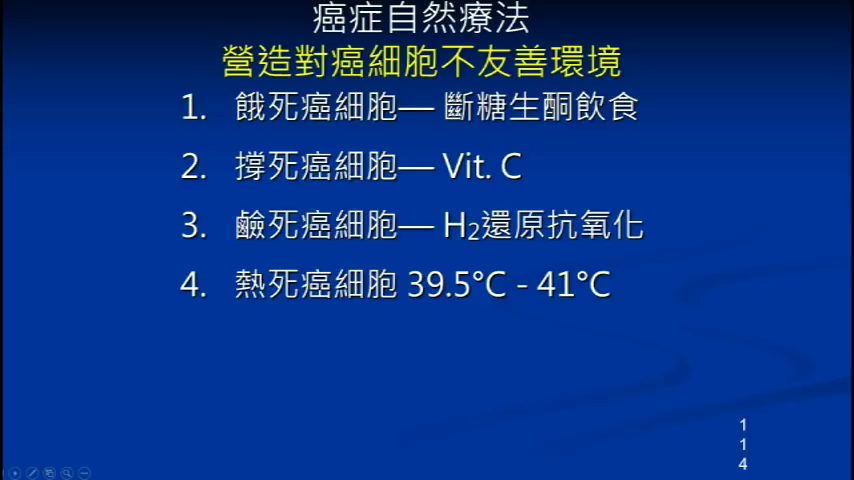 癌症自然療法
營造對癌細胞不友善環境
1. 餓死癌細胞— 斷糖生酮飲食
2. 撐死癌細胞— Vit. C
3. 鹼死癌細胞— H₂還原抗氧化
4. 熱死癌細胞 39.5°C - 41°C
1
1
4